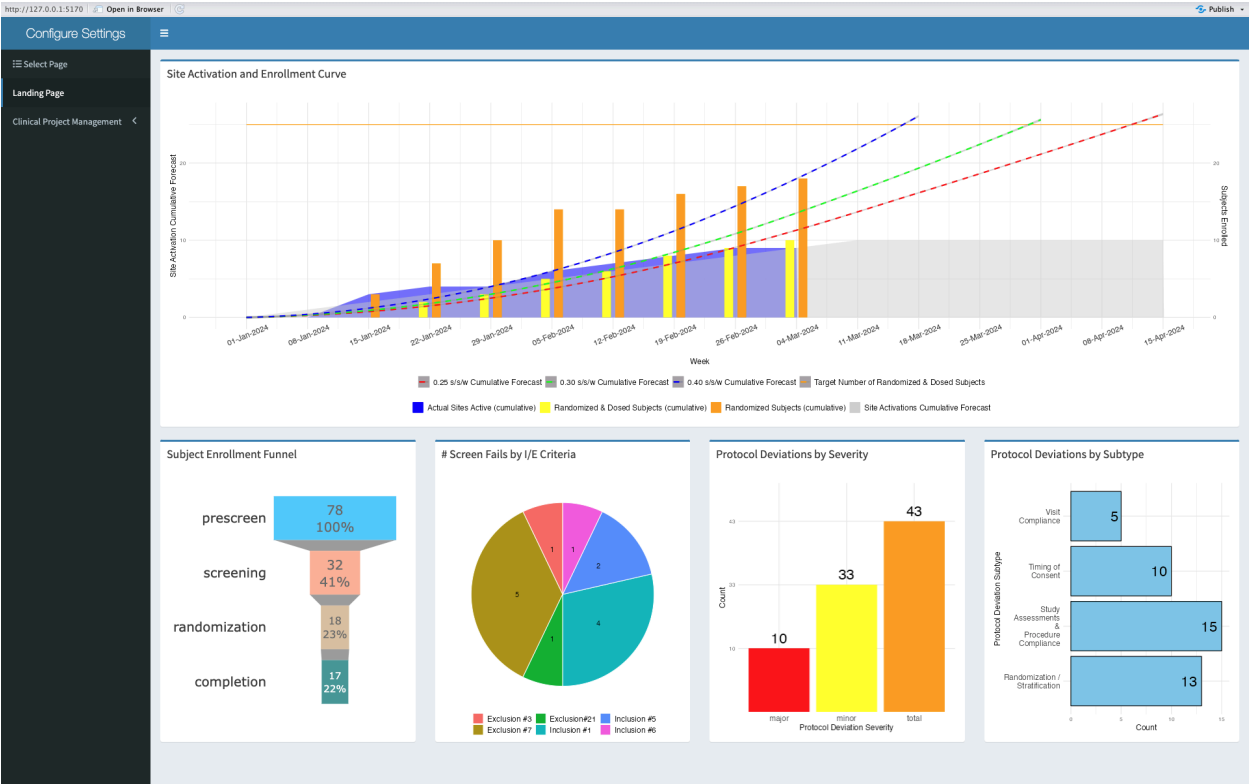 http://127.0.0.1:5170 Open in Browser Publish
Configure Settings
Select Page
Landing Page
Clinical Project Management
Site Activation and Enrollment Curve
Site Activation Cumulative Forecast
20
10
0
20
10
0
Subjects Enrolled
01-Jan-2024 08-Jan-2024 15-Jan-2024 22-Jan-2024 29-Jan-2024 05-Feb-2024 12-Feb-2024 19-Feb-2024 26-Feb-2024 04-Mar-2024 11-Mar-2024 18-Mar-2024 25-Mar-2024 01-Apr-2024 08-Apr-2024 15-Apr-2024
Week
0.25 s/s/w Cumulative Forecast 0.30 s/s/w Cumulative Forecast 0.40 s/s/w Cumulative Forecast Target Number of Randomized & Dosed Subjects
Actual Sites Active (cumulative) Randomized & Dosed Subjects (cumulative) Randomized Subjects (cumulative) Site Activations Cumulative Forecast
Subject Enrollment Funnel
prescreen
78
100%
screening
32
41%
randomization
18
23%
completion
17
22%
# Screen Fails by I/E Criteria
1
1
2
5
4
1
Exclusion #3 Exclusion#21 Inclusion #5
Exclusion #7 Inclusion #1 Inclusion #6
Protocol Deviations by Severity
Count
43
33
10
10
33
43
major minor total
Protocol Deviation Severity
Protocol Deviations by Subtype
Protocol Deviation Subtype
Visit
Compliance
5
Timing of
Consent
10
Study
Assessments
&
Procedure
Compliance
15
Randomization /
Stratification
13
0 5 10 15
Count